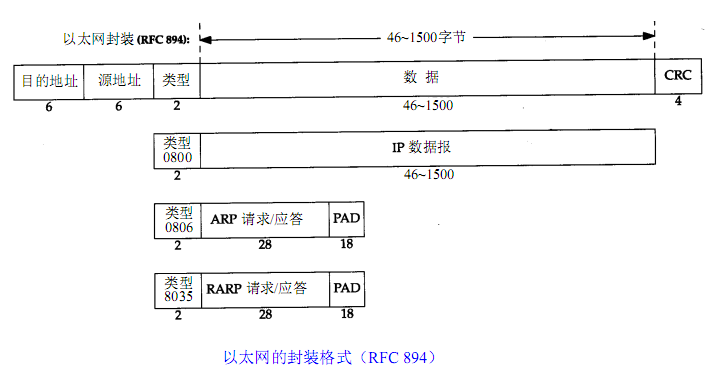 以太网封装(RFC 894):
46~1500字节
目的地址 源地址 类型 数 据 CRC
6 6 2 46~1500 4
类型 0800 IP 数据报
2 46~1500
类型 0806 ARP 请求/应答 PAD
2 28 18
类型 8035 RARP 请求/应答 PAD
2 28 18
以太网的封装格式（RFC 894）